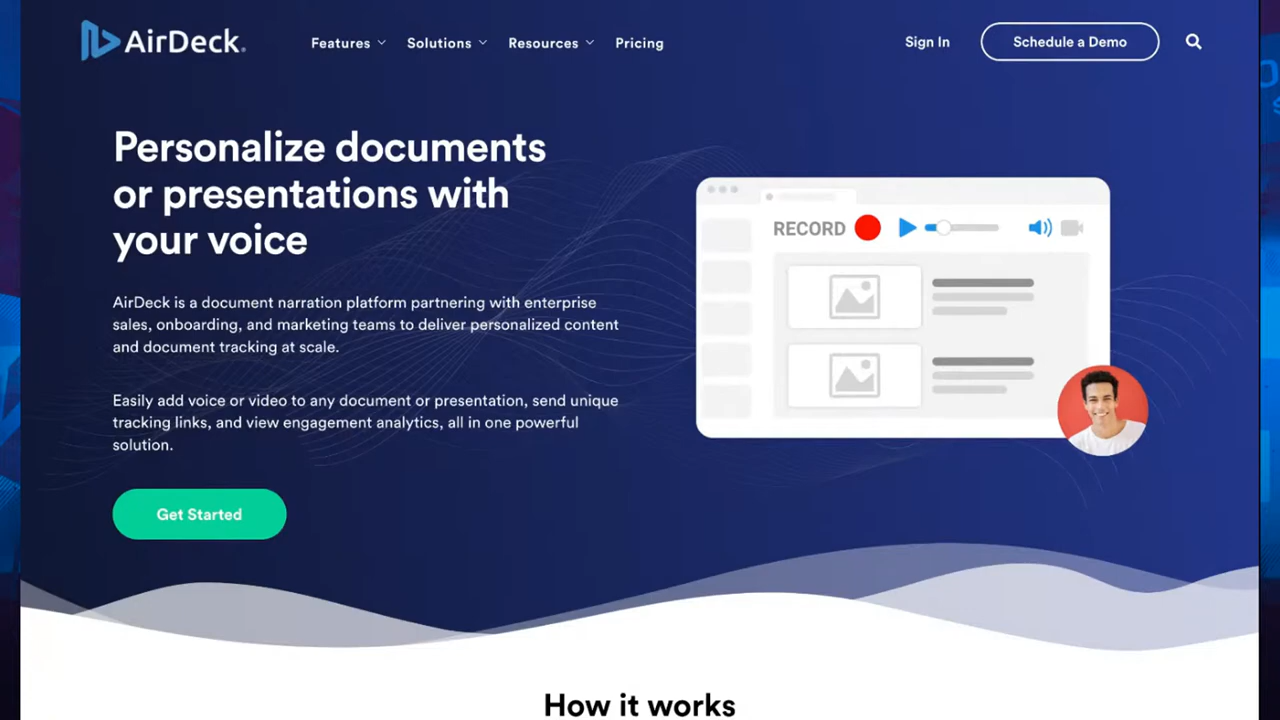 AirDeck
Features
Solutions
Resources
Pricing
Sign In
Schedule a Demo
Personalize documents
or presentations with
your voice
AirDeck is a document narration platform partnering with enterprise
sales, onboarding, and marketing teams to deliver personalized content
and document tracking at scale.
Easily add voice or video to any document or presentation, send unique
tracking links, and view engagement analytics, all in one powerful
solution.
Get Started
RECORD
How it works